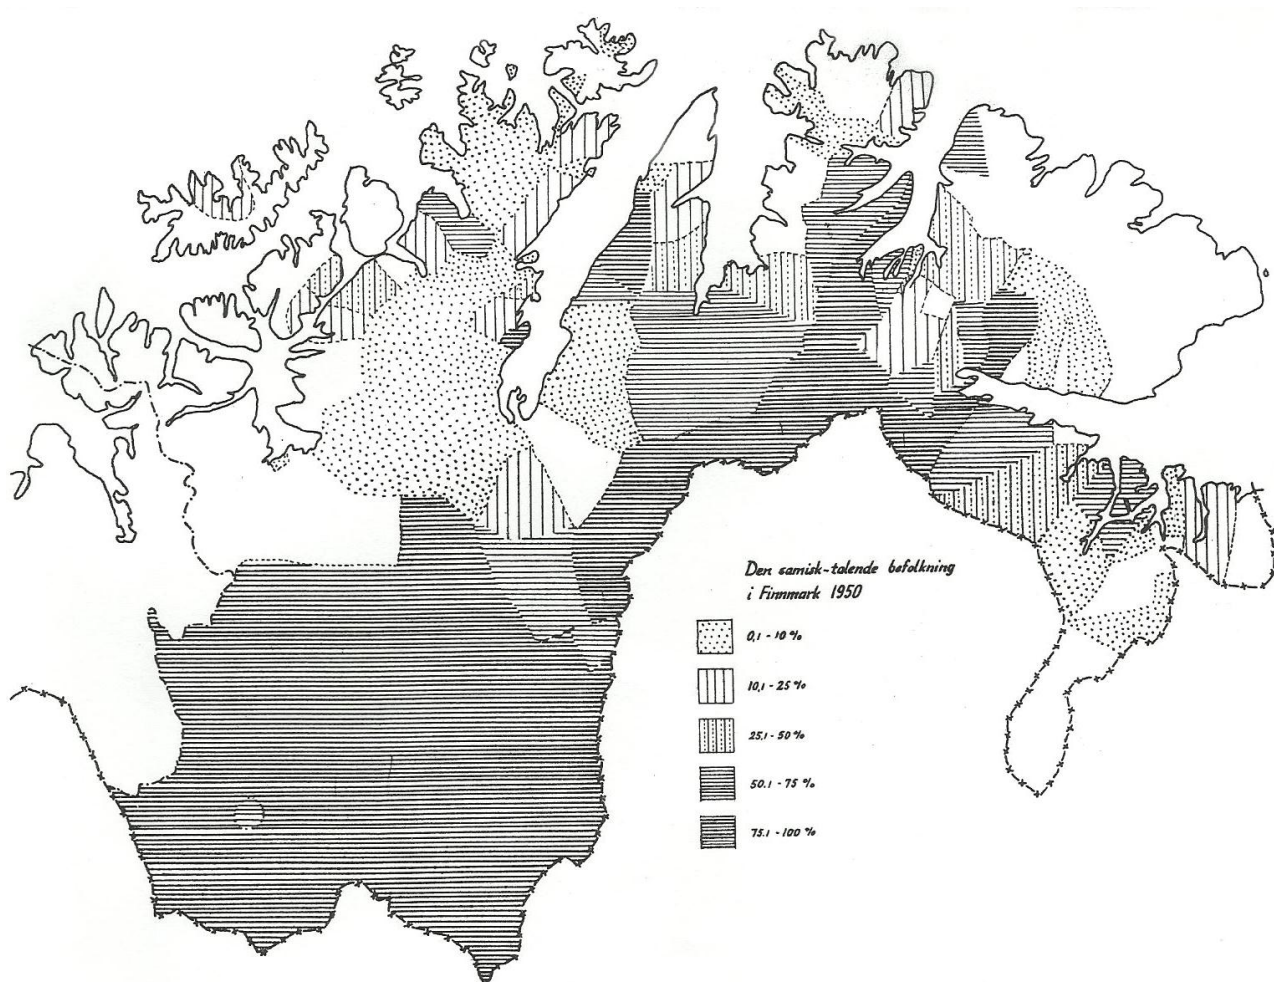 Den samisk-talende befolkning
i Finnmark 1950
0,1 - 10 %
10,1 - 25 %
25,1 - 50 %
50,1 - 75 %
75,1 - 100 %